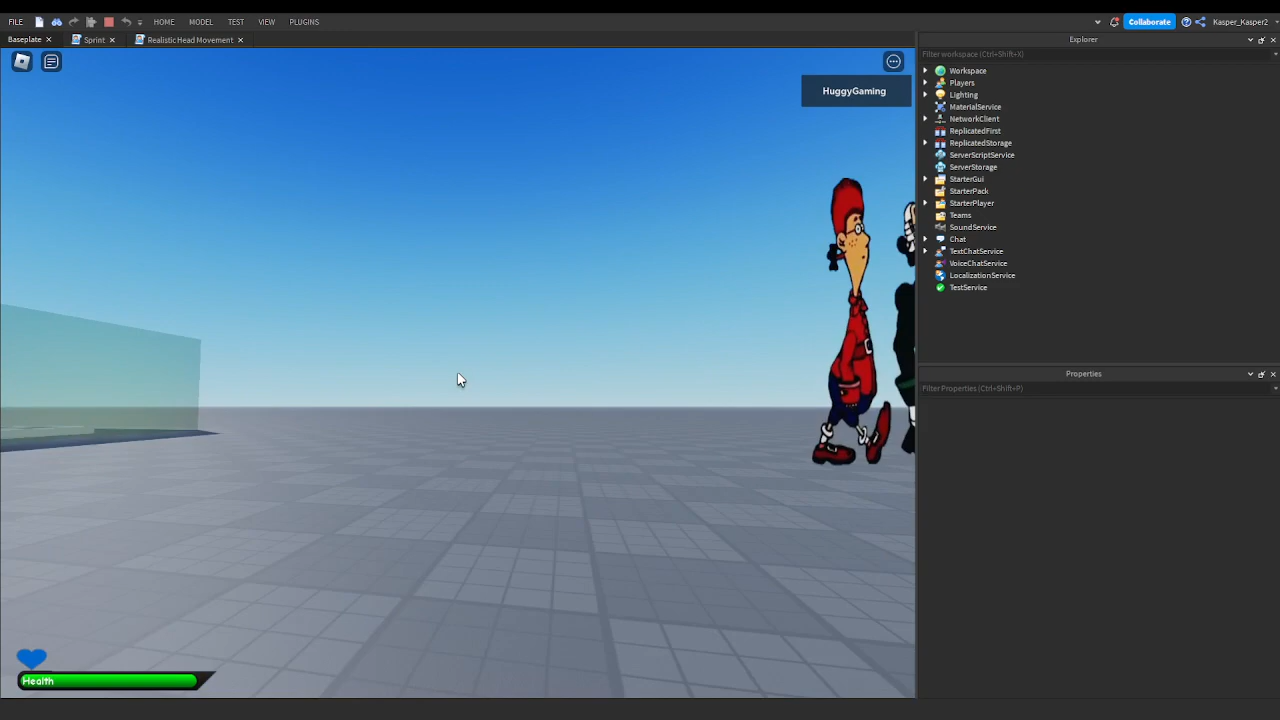 FILE HOME MODEL TEST VIEW PLUGINS Collaborate Kasper_Kasper2
Baseplate Sprint Realistic Head Movement
HuggyGaming
Health
Explorer
Filter workspace (Ctrl+Shift+X)
Workspace
Players
Lighting
MaterialService
NetworkClient
ReplicatedFirst
ReplicatedStorage
ServerScriptService
ServerStorage
StarterGui
StarterPack
StarterPlayer
Teams
SoundService
Chat
TextChatService
VoiceChatService
LocalizationService
TestService
Properties
Filter Properties (Ctrl+Shift+P)